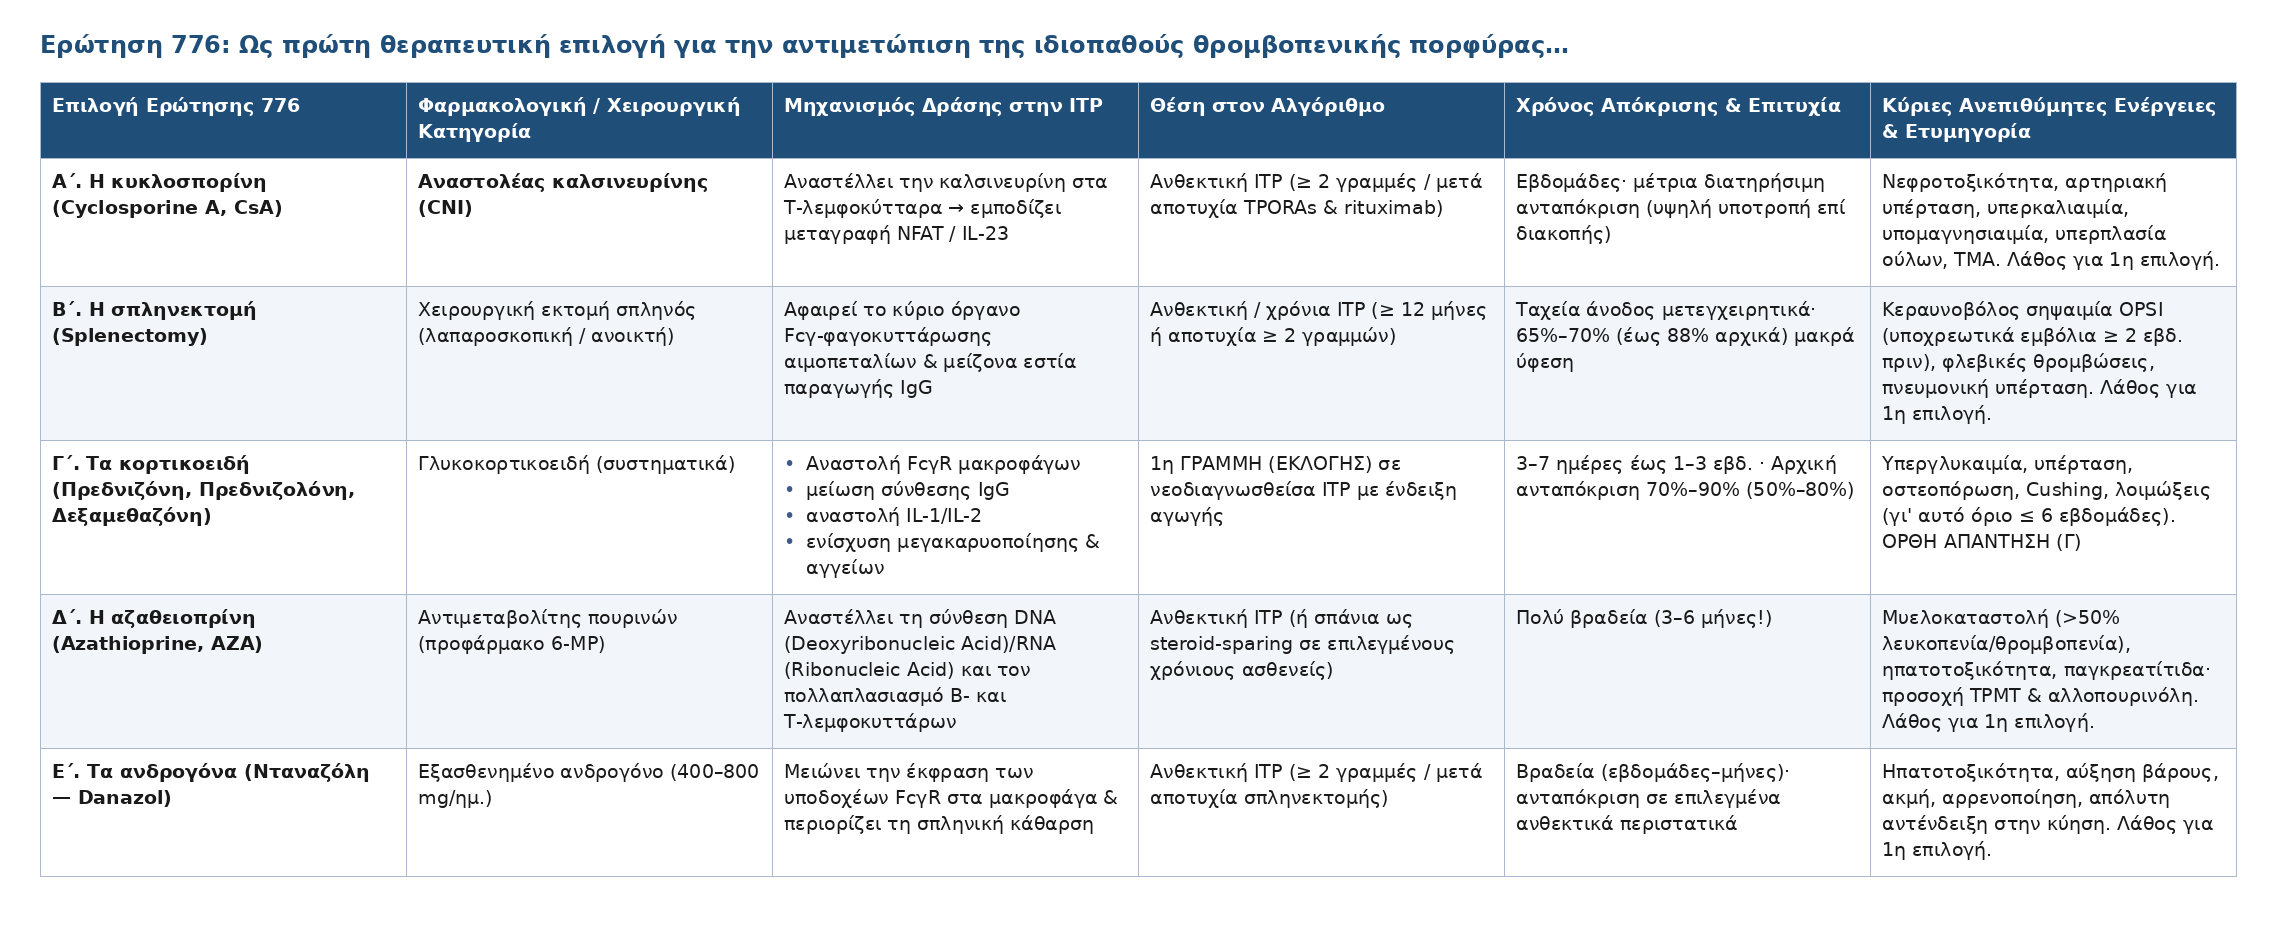 Ερώτηση 776: Ως πρώτη θεραπευτική επιλογή για την αντιμετώπιση της ιδιοπαθούς θρομβοπενικής πορφύρας…
Επιλογή Ερώτησης 776
Φαρμακολογική / Χειρουργική
Κατηγορία
Μηχανισμός Δράσης στην ITP
Θέση στον Αλγόριθμο
Χρόνος Απόκρισης & Επιτυχία
Κύριες Ανεπιθύμητες Ενέργειες
& Ετυμηγορία
Α΄. Η κυκλοσπορίνη
(Cyclosporine A, CsA)
Αναστολέας καλσινευρίνης
(CNI)
Αναστέλλει την καλσινευρίνη στα
Τ-λεμφοκύτταρα → εμποδίζει
μεταγραφή NFAT / IL-23
Ανθεκτική ITP (≥ 2 γραμμές / μετά
αποτυχία TPORAs & rituximab)
Εβδομάδες· μέτρια διατηρήσιμη
ανταπόκριση (υψηλή υποτροπή επί
διακοπής)
Νεφροτοξικότητα, αρτηριακή
υπέρταση, υπερκαλιαιμία,
υπομαγνησιαιμία, υπερπλασία
ούλων, TMA. Λάθος για 1η επιλογή.
Β΄. Η σπληνεκτομή
(Splenectomy)
Χειρουργική εκτομή σπληνός
(λαπαροσκοπική / ανοικτή)
Αφαιρεί το κύριο όργανο
Fcγ-φαγοκυττάρωσης
αιμοπεταλίων & μείζονα εστία
παραγωγής IgG
Ανθεκτική / χρόνια ITP (≥ 12 μήνες
ή αποτυχία ≥ 2 γραμμών)
Ταχεία άνοδος μετεγχειρητικά·
65%–70% (έως 88% αρχικά) μακρά
ύφεση
Κεραυνοβόλος σηψαιμία OPSI
(υποχρεωτικά εμβόλια ≥ 2 εβδ.
πριν), φλεβικές θρομβώσεις,
πνευμονική υπέρταση. Λάθος για
1η επιλογή.
Γ΄. Τα κορτικοειδή
(Πρεδνιζόνη, Πρεδνιζολόνη,
Δεξαμεθαζόνη)
Γλυκοκορτικοειδή (συστηματικά)
• Αναστολή FcγR μακροφάγων
• μείωση σύνθεσης IgG
• αναστολή IL-1/IL-2
• ενίσχυση μεγακαρυοποίησης &
αγγείων
1η ΓΡΑΜΜΗ (ΕΚΛΟΓΗΣ) σε
νεοδιαγνωσθείσα ITP με ένδειξη
αγωγής
3–7 ημέρες έως 1–3 εβδ. · Αρχική
ανταπόκριση 70%–90% (50%–80%)
Υπεργλυκαιμία, υπέρταση,
οστεοπόρωση, Cushing, λοιμώξεις
(γι' αυτό όριο ≤ 6 εβδομάδες).
ΟΡΘΗ ΑΠΑΝΤΗΣΗ (Γ)
Δ΄. Η αζαθειοπρίνη
(Azathioprine, AZA)
Αντιμεταβολίτης πουρινών
(προφάρμακο 6-MP)
Αναστέλλει τη σύνθεση DNA
(Deoxyribonucleic Acid)/RNA
(Ribonucleic Acid) και τον
πολλαπλασιασμό Β- και
Τ-λεμφοκυττάρων
Ανθεκτική ITP (ή σπάνια ως
steroid-sparing σε επιλεγμένους
χρόνιους ασθενείς)
Πολύ βραδεία (3–6 μήνες!)
Μυελοκαταστολή (>50%
λευκοπενία/θρομβοπενία),
ηπατοτοξικότητα, παγκρεατίτιδα·
προσοχή TPMT & αλλοπουρινόλη.
Λάθος για 1η επιλογή.
Ε΄. Τα ανδρογόνα (Νταναζόλη
— Danazol)
Εξασθενημένο ανδρογόνο (400–800
mg/ημ.)
Μειώνει την έκφραση των
υποδοχέων FcγR στα μακροφάγα &
περιορίζει τη σπληνική κάθαρση
Ανθεκτική ITP (≥ 2 γραμμές / μετά
αποτυχία σπληνεκτομής)
Βραδεία (εβδομάδες–μήνες)·
ανταπόκριση σε επιλεγμένα
ανθεκτικά περιστατικά
Ηπατοτοξικότητα, αύξηση βάρους,
ακμή, αρρενοποίηση, απόλυτη
αντένδειξη στην κύηση. Λάθος για
1η επιλογή.